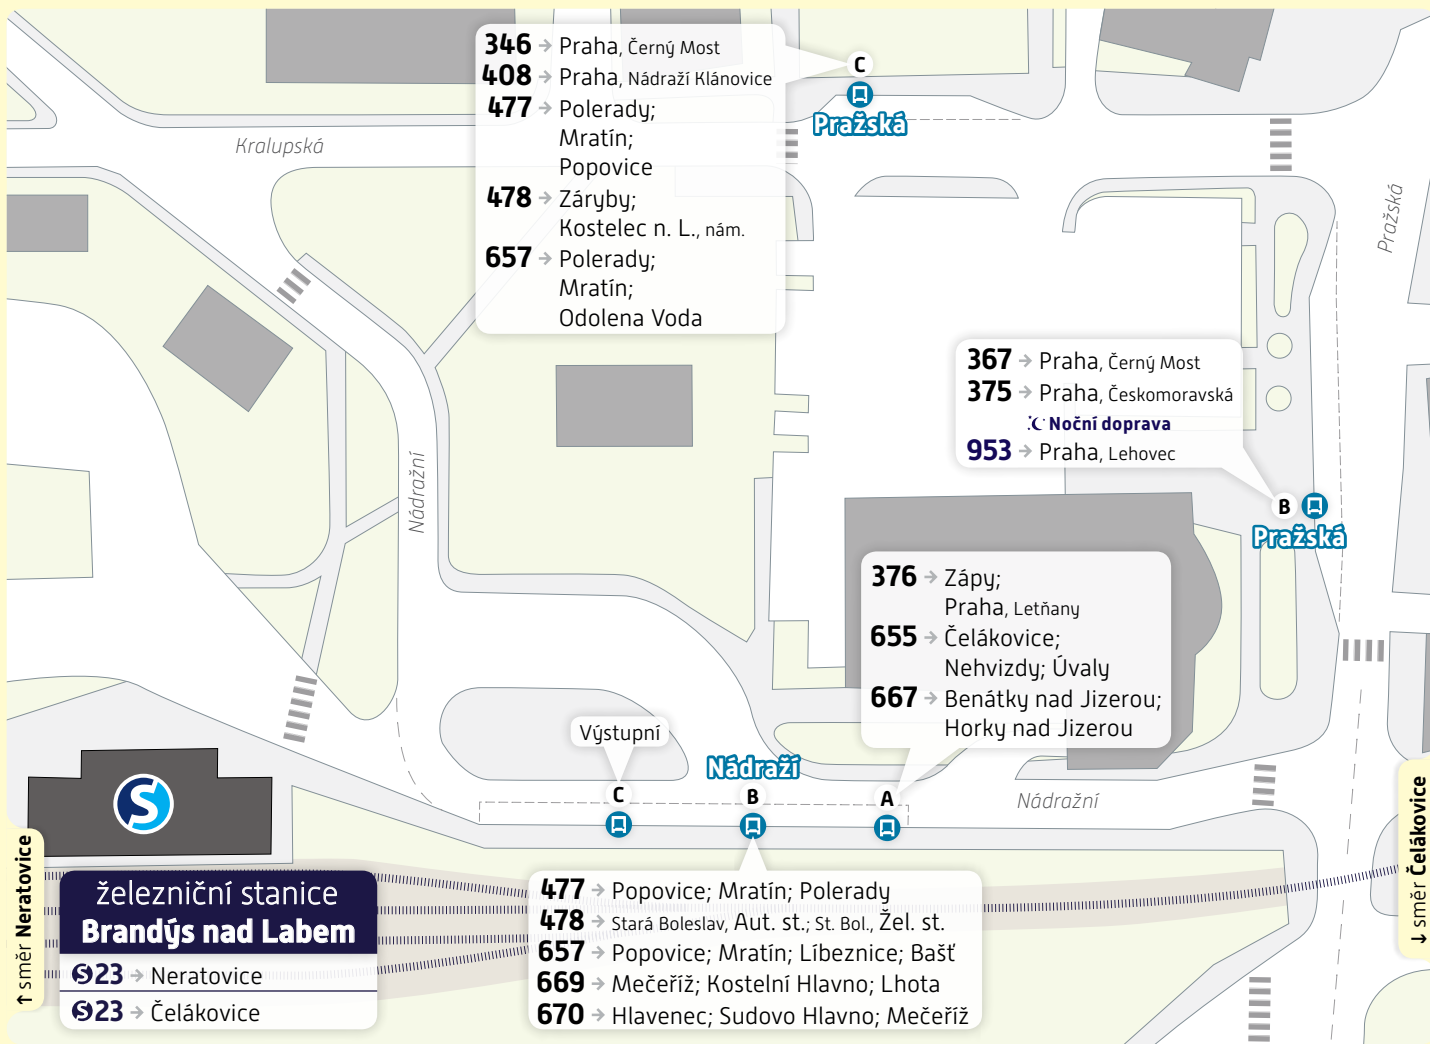 346 → Praha, Černý Most
408 → Praha, Nádraží Klánovice
477 → Polerady;
Mratín;
Popovice
478 → Záryby;
Kostelec n. L., nám.
657 → Polerady;
Mratín;
Odolena Voda
C
Pražská
Kralupská
Pražská
367 → Praha, Černý Most
375 → Praha, Českomoravská
Noční doprava
953 → Praha, Lehovec
B
Pražská
Nádražní
376 → Zápy;
Praha, Letňany
655 → Čelákovice;
Nehvizdy; Úvaly
667 → Benátky nad Jizerou;
Horky nad Jizerou
Výstupní
Nádraží
C
B
A
Nádražní
S
↑ směr Neratovice
↓ směr Čelákovice
železniční stanice
Brandýs nad Labem
S23 → Neratovice
S23 → Čelákovice
477 → Popovice; Mratín; Polerady
478 → Stará Boleslav, Aut. st.; St. Bol., Žel. st.
657 → Popovice; Mratín; Líbeznice; Bašť
669 → Mečeříž; Kostelní Hlavno; Lhota
670 → Hlavenec; Sudovo Hlavno; Mečeříž